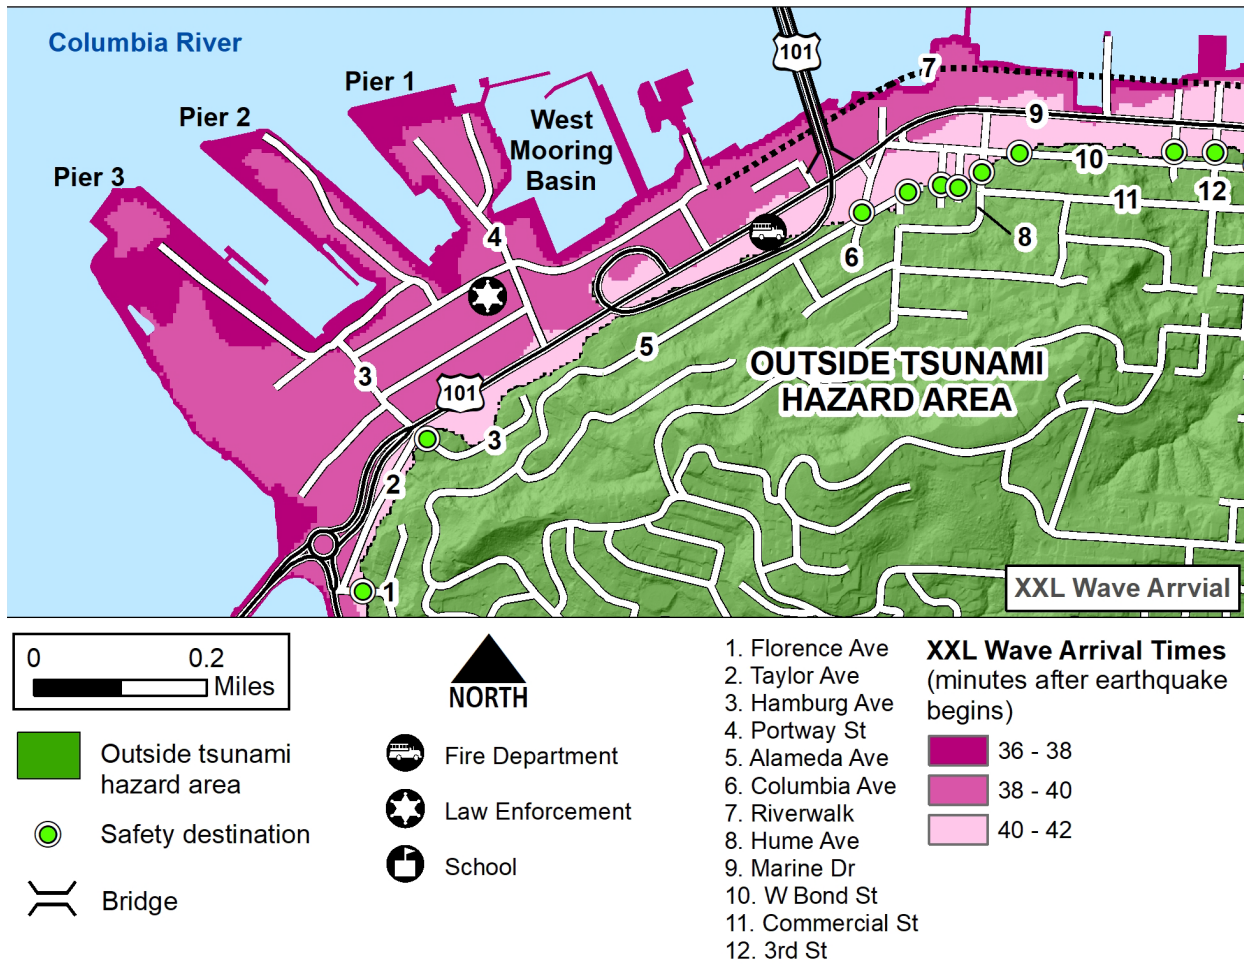 Columbia River
Pier 1
Pier 2
Pier 3
West
Mooring
Basin
101
7
9
10
11
12
4
8
6
5
3
101
OUTSIDE TSUNAMI
HAZARD AREA
3
2
1
XXL Wave Arrvial
0 0.2
Miles
NORTH
Outside tsunami
hazard area
Safety destination
Bridge
Fire Department
Law Enforcement
School
1. Florence Ave
2. Taylor Ave
3. Hamburg Ave
4. Portway St
5. Alameda Ave
6. Columbia Ave
7. Riverwalk
8. Hume Ave
9. Marine Dr
10. W Bond St
11. Commercial St
12. 3rd St
XXL Wave Arrival Times
(minutes after earthquake
begins)
36 - 38
38 - 40
40 - 42